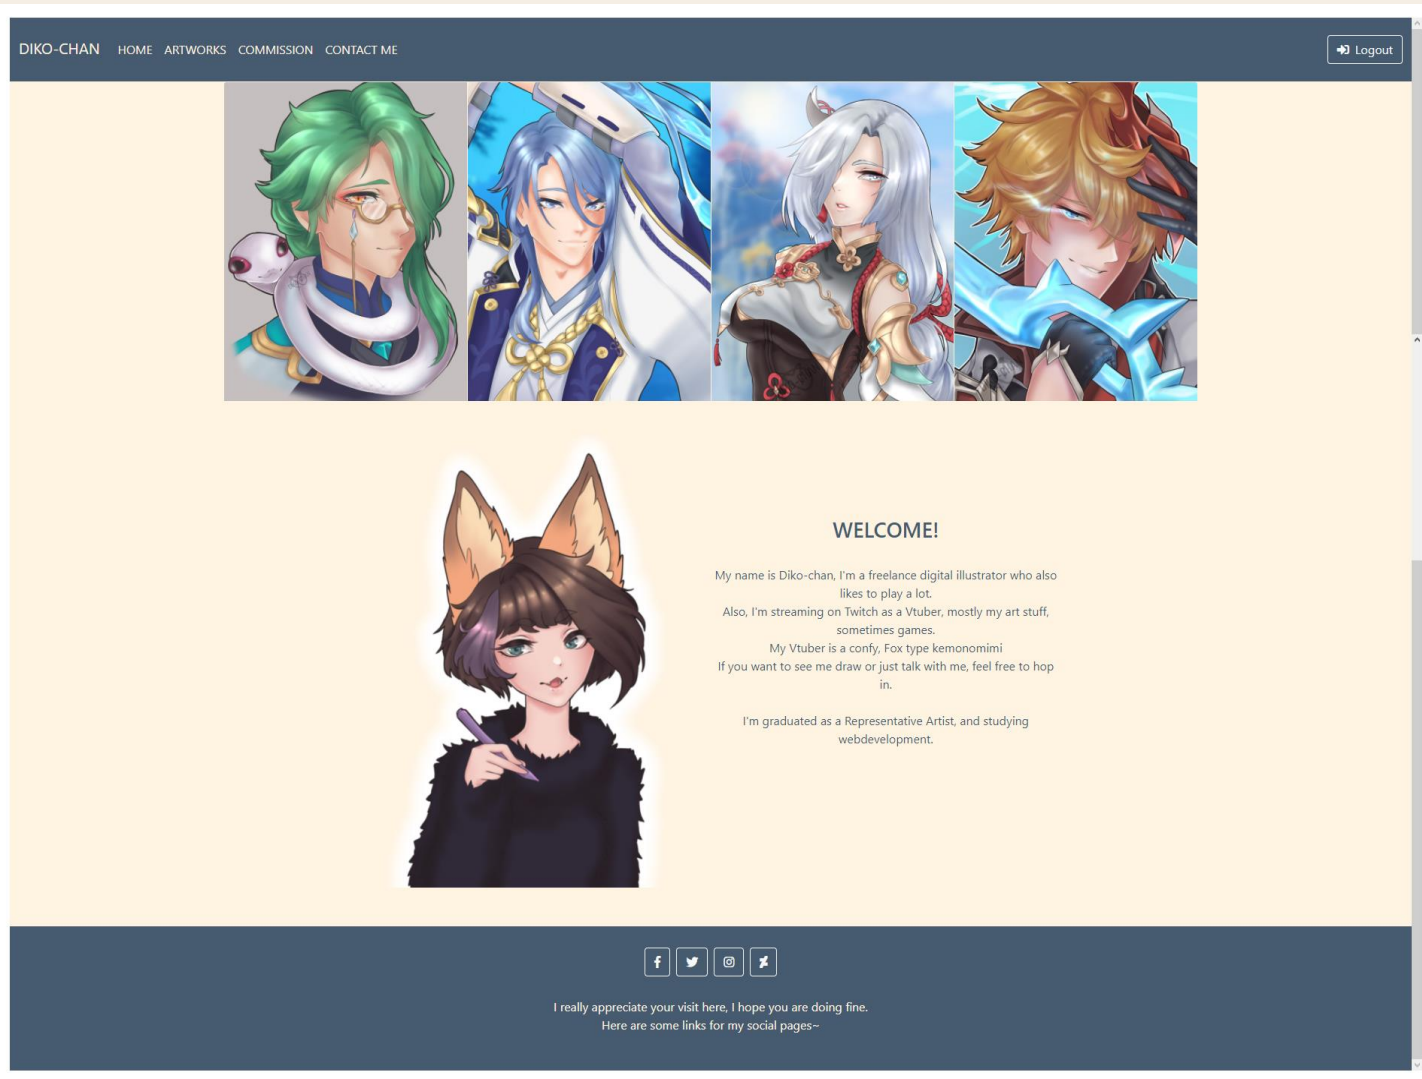 DIKO-CHAN HOME ARTWORKS COMMISSION CONTACT ME Logout
WELCOME!
My name is Diko-chan, I'm a freelance digital illustrator who also
likes to play a lot.
Also, I'm streaming on Twitch as a Vtuber, mostly my art stuff,
sometimes games.
My Vtuber is a confy, Fox type kemonomimi
If you want to see me draw or just talk with me, feel free to hop
in.
I'm graduated as a Representative Artist, and studying
webdevelopment.
I really appreciate your visit here, I hope you are doing fine.
Here are some links for my social pages~